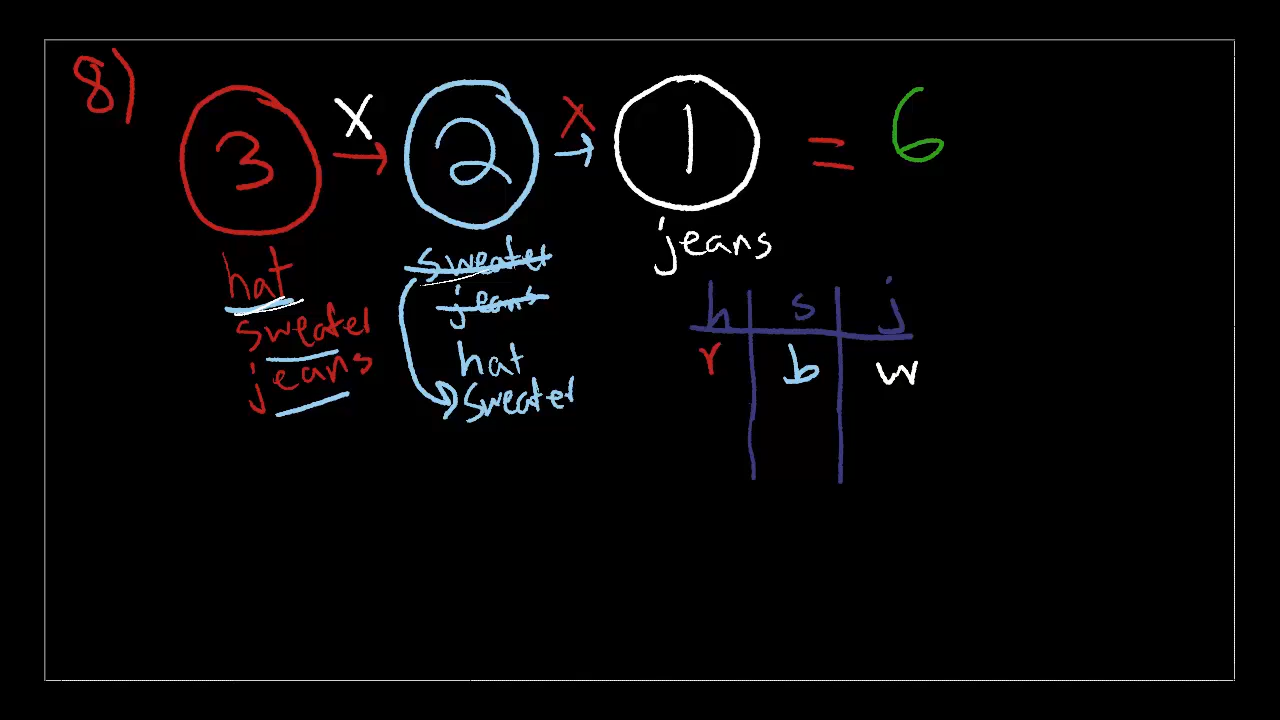 8)
3 X → 2 X → 1 = 6
hat
sweater
jeans
sweater
jeans
hat
sweater
jeans
h s j
r b w